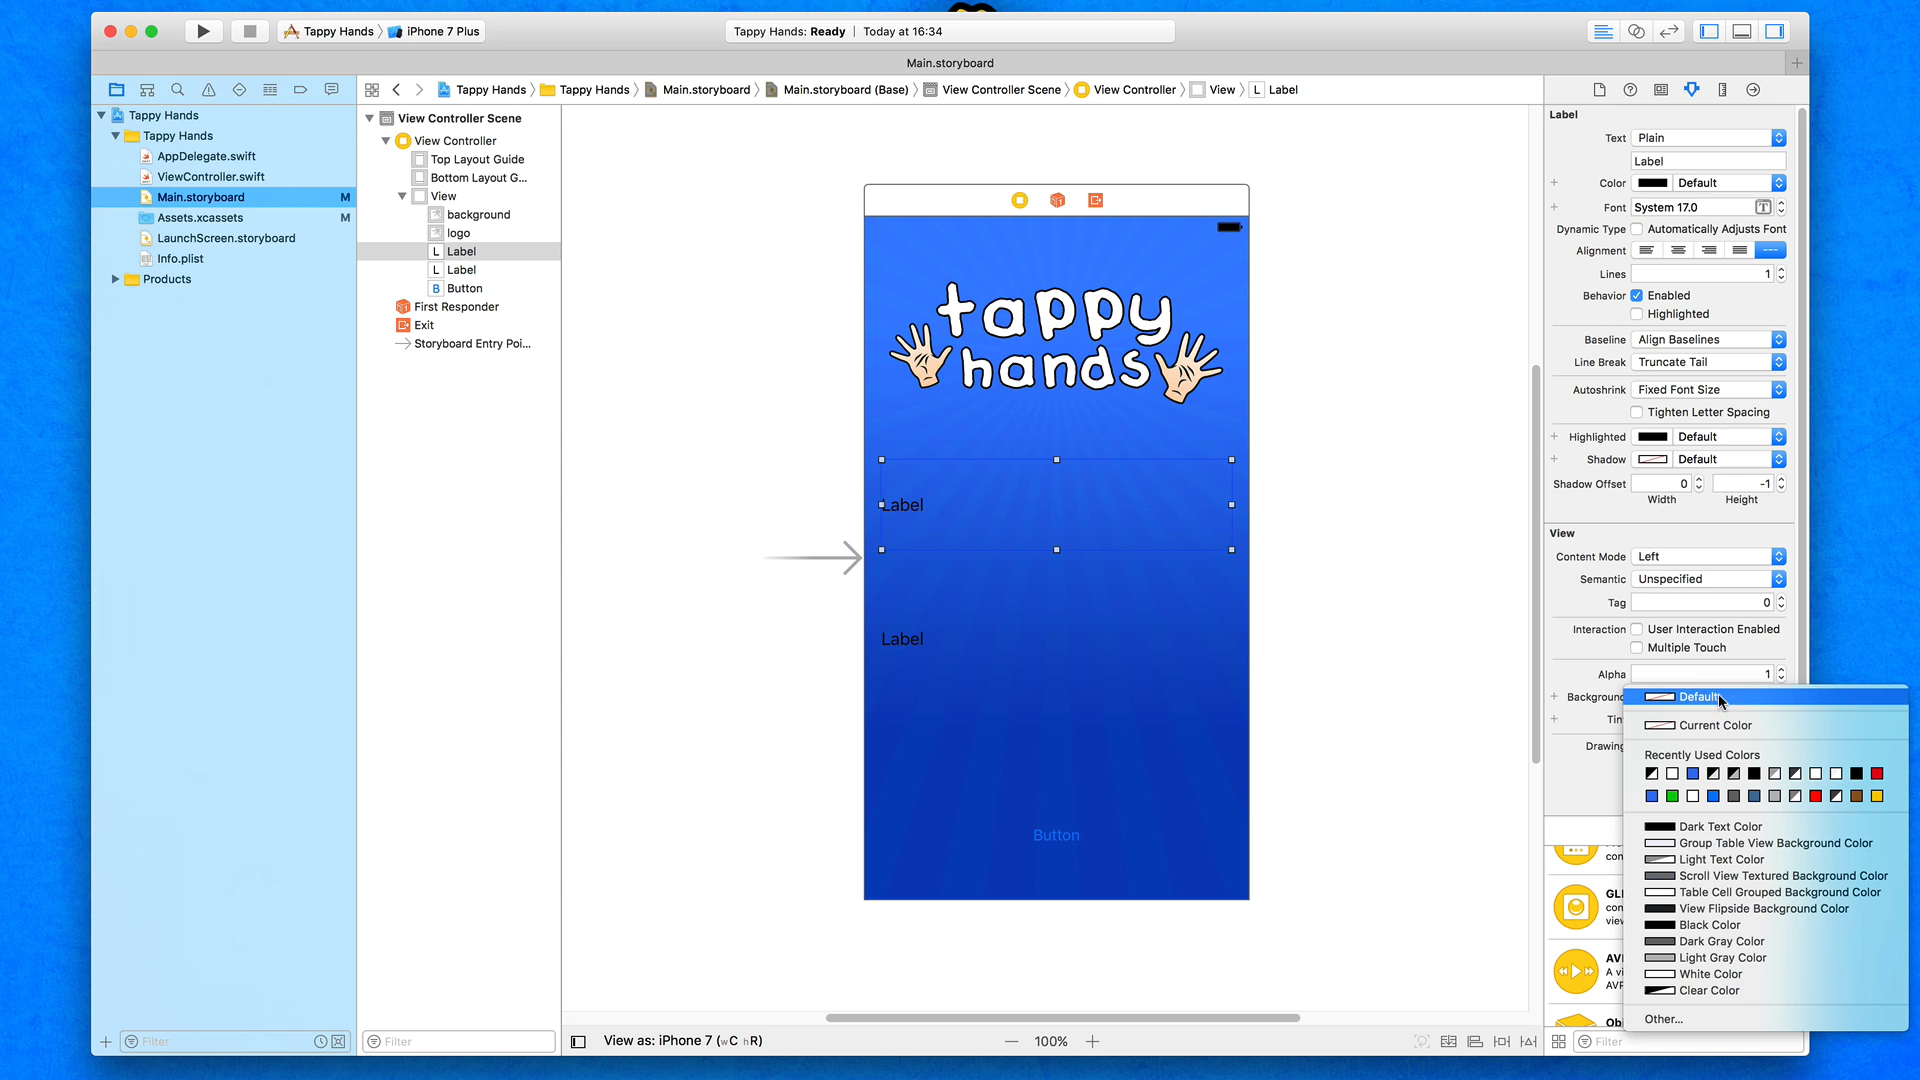 Tappy Hands
iPhone 7 Plus
Tappy Hands: Ready | Today at 16:34
Main.storyboard
Tappy Hands
Tappy Hands
Main.storyboard
Main.storyboard (Base)
View Controller Scene
View Controller
View
L Label
Tappy Hands
Tappy Hands
AppDelegate.swift
ViewController.swift
Main.storyboard M
Assets.xcassets M
LaunchScreen.storyboard
Info.plist
Products
Filter
View Controller Scene
View Controller
Top Layout Guide
Bottom Layout G...
View
background
logo
L Label
L Label
B Button
First Responder
Exit
Storyboard Entry Poi...
Filter
tappy
hands
Label
Label
Button
View as: iPhone 7 (wC hR)
100%
Label
Text Plain
Label
Color Default
Font System 17.0
Dynamic Type Automatically Adjusts Font
Alignment
Lines 1
Behavior Enabled
Highlighted
Baseline Align Baselines
Line Break Truncate Tail
Autoshrink Fixed Font Size
Tighten Letter Spacing
Highlighted Default
Shadow Default
Shadow Offset 0 -1
Width Height
View
Content Mode Left
Semantic Unspecified
Tag 0
Interaction User Interaction Enabled
Multiple Touch
Alpha 1
Background
Tin
Drawing
Default
Current Color
Recently Used Colors
Dark Text Color
Group Table View Background Color
Light Text Color
Scroll View Textured Background Color
Table Cell Grouped Background Color
View Flipside Background Color
Black Color
Dark Gray Color
Light Gray Color
White Color
Clear Color
Other...
con
GL
con
view
AV
A vi
AVP
Ob
Filter